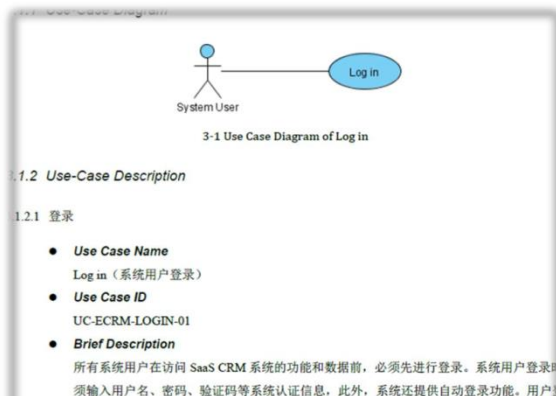 Use-Case Diagram
Log in
System User
3-1 Use Case Diagram of Log in
.1.2 Use-Case Description
.1.2.1 登录
● Use Case Name
Log in（系统用户登录）
● Use Case ID
UC-ECRM-LOGIN-01
● Brief Description
所有系统用户在访问 SaaS CRM 系统的功能和数据前，必须先进行登录。系统用户登录时
须输入用户名、密码、验证码等系统认证信息，此外，系统还提供自动登录功能。用户